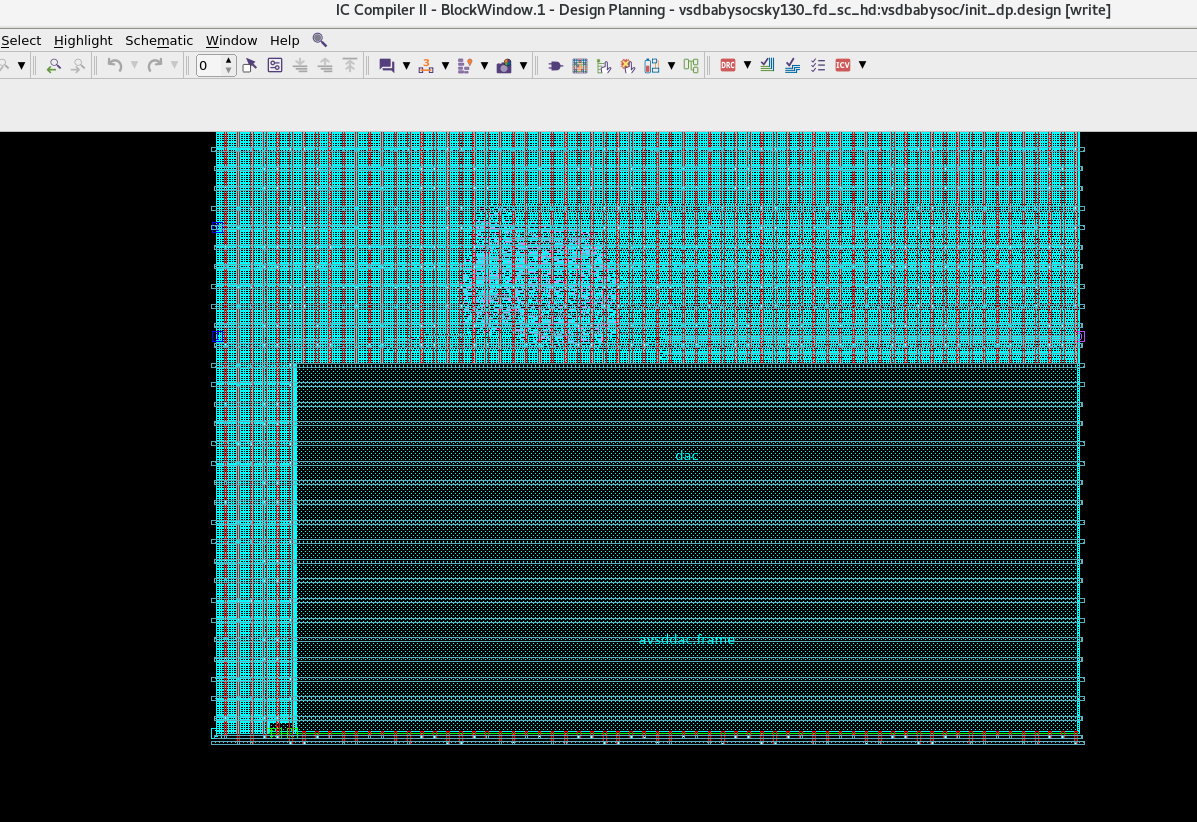 IC Compiler II - BlockWindow.1 - Design Planning - vsdbabysocsky130_fd_sc_hd:vsdbabysoc/init_dp.design [write]
Select Highlight Schematic Window Help
0 3 DRC ICV
dac
avsddac.frame